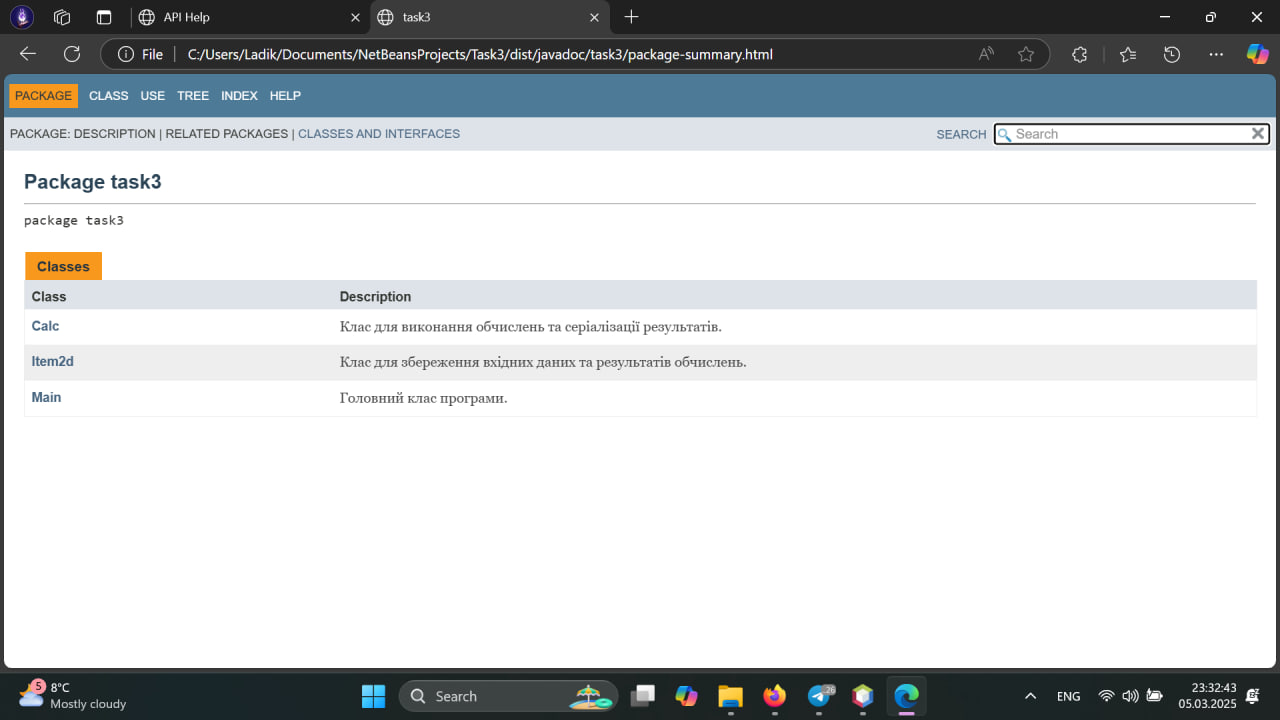 API Help
task3
File
C:/Users/Ladik/Documents/NetBeansProjects/Task3/dist/javadoc/task3/package-summary.html
PACKAGE CLASS USE TREE INDEX HELP
PACKAGE: DESCRIPTION | RELATED PACKAGES | CLASSES AND INTERFACES
SEARCH Search
Package task3
package task3
Classes
Class Description
Calc Клас для виконання обчислень та серіалізації результатів.
Item2d Клас для збереження вхідних даних та результатів обчислень.
Main Головний клас програми.
5
8°C
Mostly cloudy
Search
26
ENG
23:32:43
05.03.2025